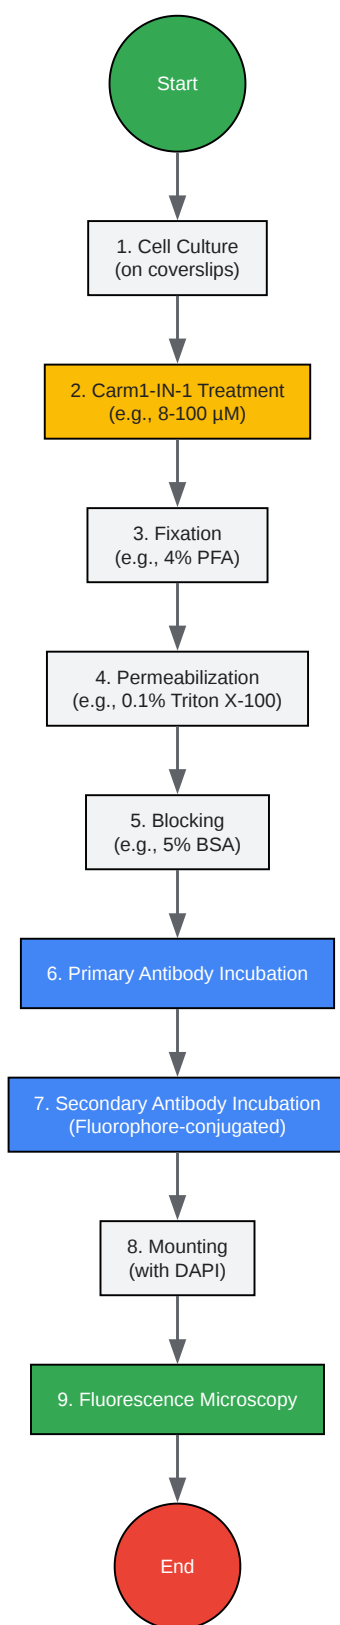 Start
1. Cell Culture
(on coverslips)
2. Carm1-IN-1 Treatment
(e.g., 8-100 µM)
3. Fixation
(e.g., 4% PFA)
4. Permeabilization
(e.g., 0.1% Triton X-100)
5. Blocking
(e.g., 5% BSA)
6. Primary Antibody Incubation
7. Secondary Antibody Incubation
(Fluorophore-conjugated)
8. Mounting
(with DAPI)
9. Fluorescence Microscopy
End